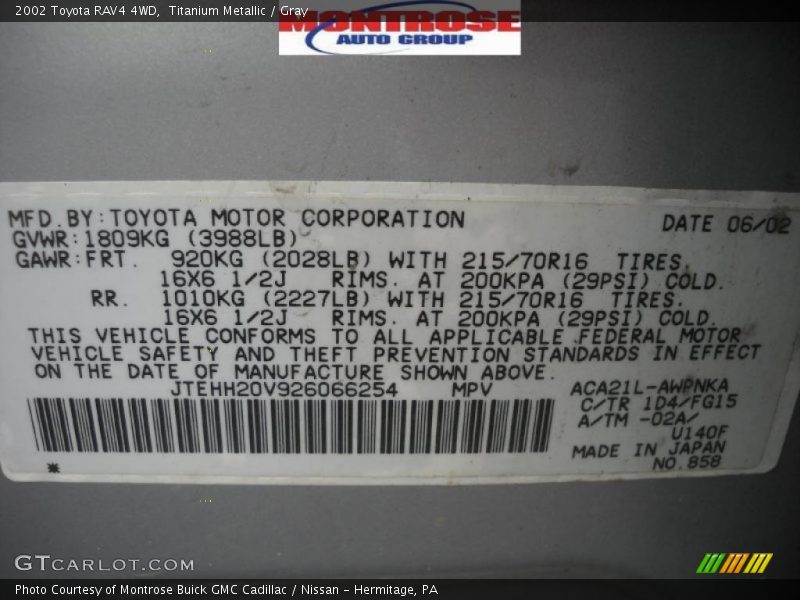 2002 Toyota RAV4 4WD, Titanium Metallic / Gray
MONTROSE
AUTO GROUP
MFD. BY: TOYOTA MOTOR CORPORATION DATE 06/02
GVWR: 1809KG (3988LB)
GAWR: FRT. 920KG (2028LB) WITH 215/70R16 TIRES.
16X6 1/2J RIMS. AT 200KPA (29PSI) COLD.
RR. 1010KG (2227LB) WITH 215/70R16 TIRES.
16X6 1/2J RIMS. AT 200KPA (29PSI) COLD.
THIS VEHICLE CONFORMS TO ALL APPLICABLE FEDERAL MOTOR
VEHICLE SAFETY AND THEFT PREVENTION STANDARDS IN EFFECT
ON THE DATE OF MANUFACTURE SHOWN ABOVE.
JTEHH20V926066254 MPV
ACA21L-AWPNKA
C/TR 1D4/FG15
A/TM -02A/
U140F
MADE IN JAPAN
NO.858
*
GTCARLOT.COM
Photo Courtesy of Montrose Buick GMC Cadillac / Nissan - Hermitage, PA